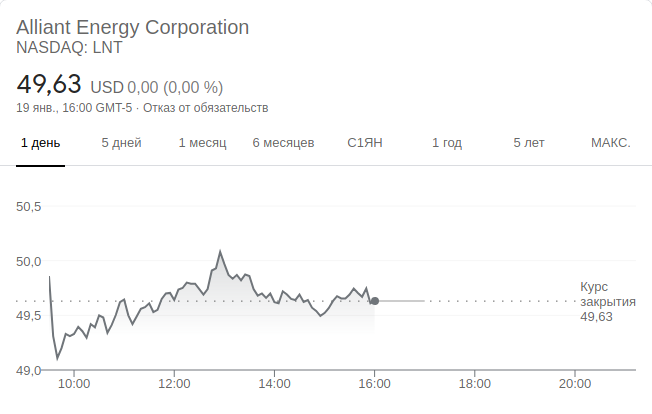 Alliant Energy Corporation
NASDAQ: LNT
49,63 USD 0,00 (0,00 %)
19 янв., 16:00 GMT-5 · Отказ от обязательств
1 день 5 дней 1 месяц 6 месяцев С1ЯН 1 год 5 лет МАКС.
50,5
50,0
49,5
49,0
Курс
закрытия
49,63
10:00 12:00 14:00 16:00 18:00 20:00